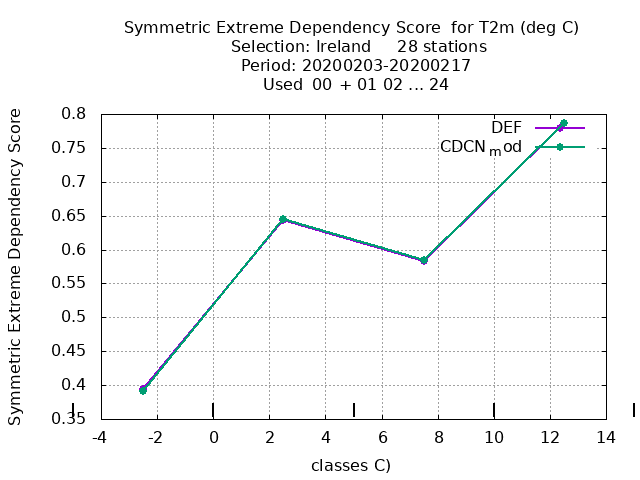 Symmetric Extreme Dependency Score for T2m (deg C)
Selection: Ireland 28 stations
Period: 20200203-20200217
Used 00 + 01 02 ... 24
Symmetric Extreme Dependency Score
0.8
0.75
0.7
0.65
0.6
0.55
0.5
0.45
0.4
0.35
DEF
CDCNmod
-4 -2 0 2 4 6 8 10 12 14
classes C)